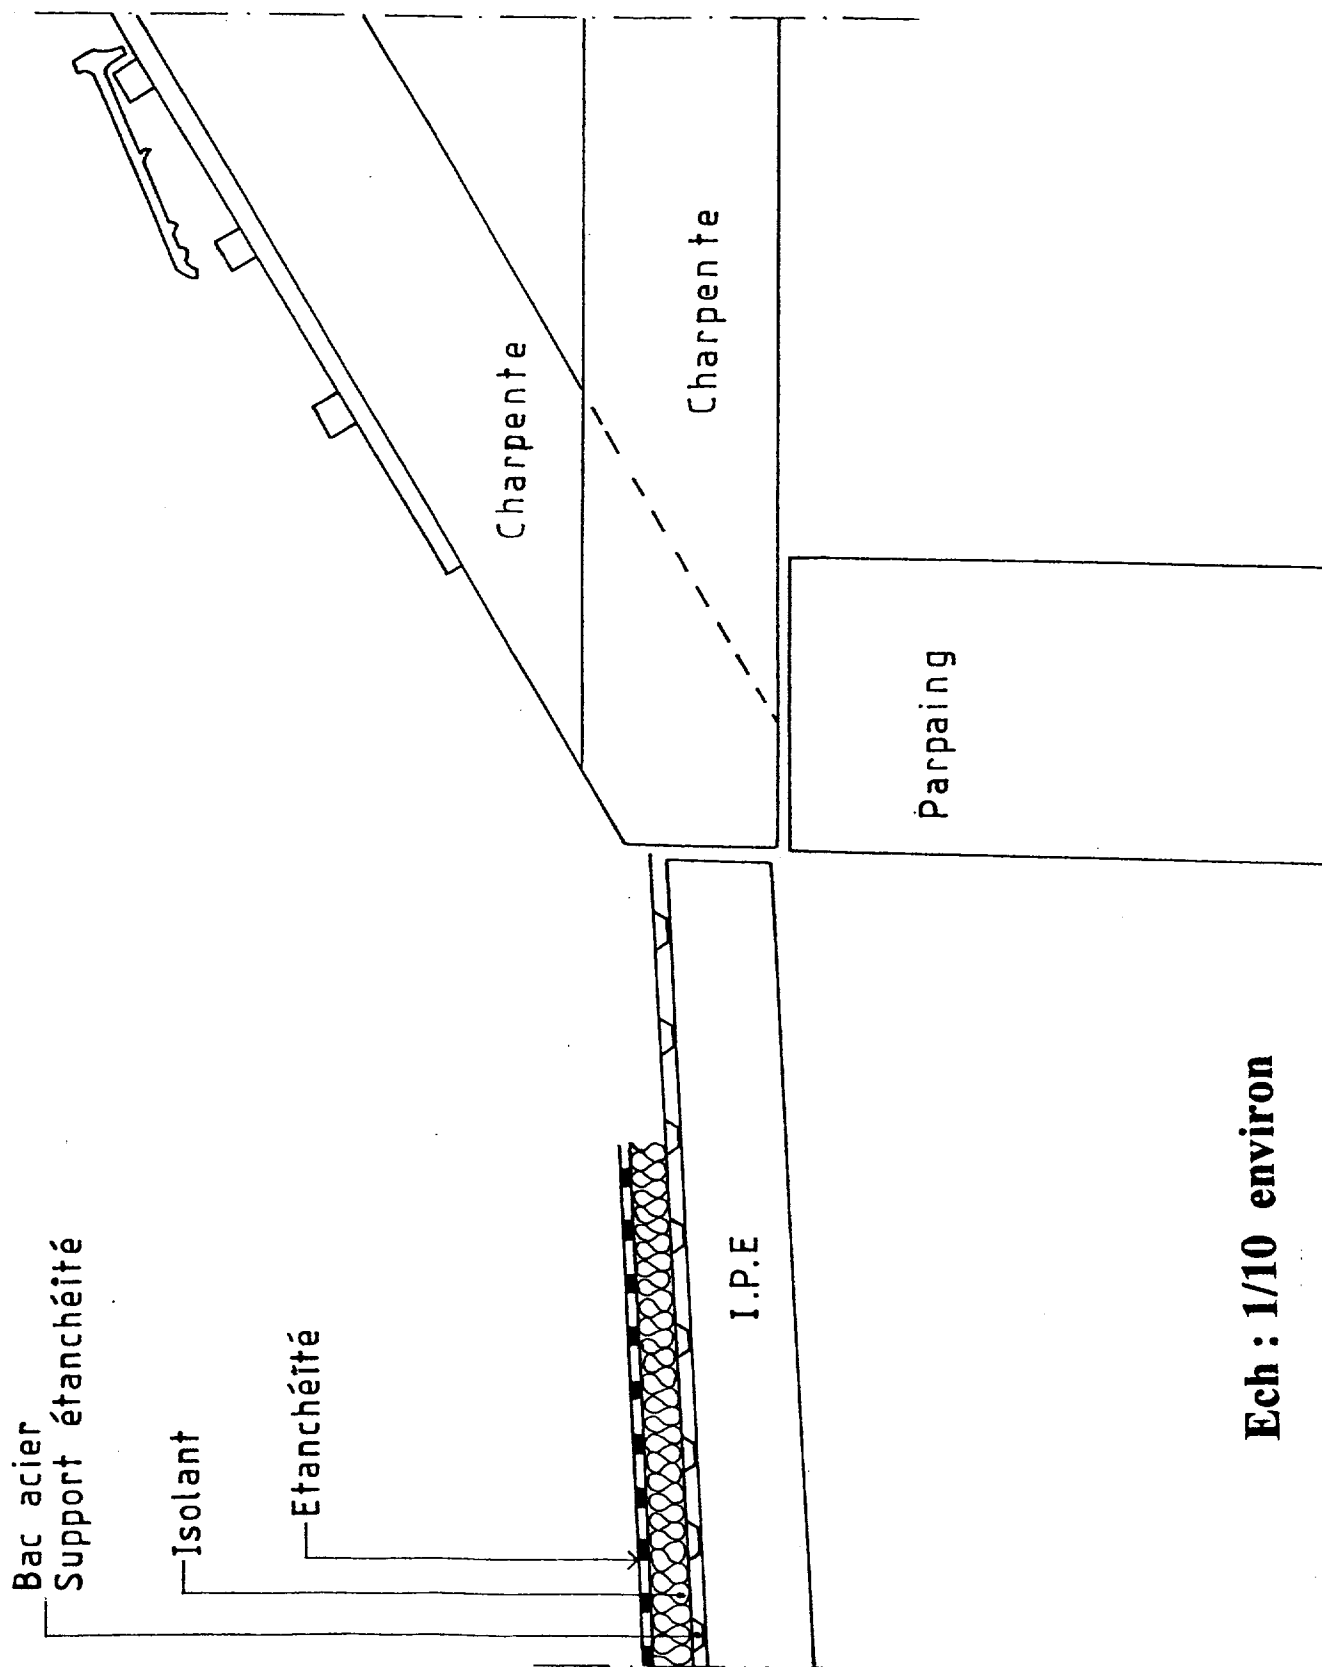 Bac acier
Support étanchéité
Isolant
Etanchéité
Charpente
Charpente
I.P.E
Parpaing
Ech : 1/10 environ